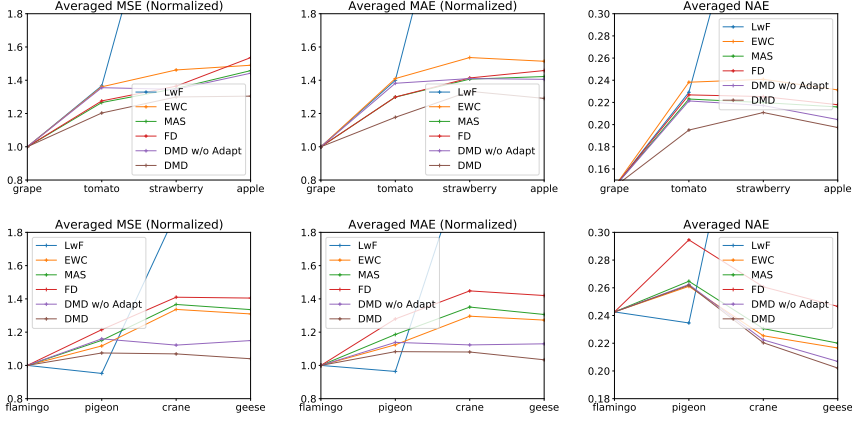 Averaged MSE (Normalized)
1.8
1.6
1.4
1.2
1.0
0.8
LwF
EWC
MAS
FD
DMD w/o Adapt
DMD
grape tomato strawberry apple
Averaged MAE (Normalized)
1.8
1.6
1.4
1.2
1.0
0.8
LwF
EWC
MAS
FD
DMD w/o Adapt
DMD
grape tomato strawberry apple
Averaged NAE
0.30
0.28
0.26
0.24
0.22
0.20
0.18
0.16
LwF
EWC
MAS
FD
DMD w/o Adapt
DMD
grape tomato strawberry apple
Averaged MSE (Normalized)
1.8
1.6
1.4
1.2
1.0
0.8
LwF
EWC
MAS
FD
DMD w/o Adapt
DMD
flamingo pigeon crane geese
Averaged MAE (Normalized)
1.8
1.6
1.4
1.2
1.0
0.8
LwF
EWC
MAS
FD
DMD w/o Adapt
DMD
flamingo pigeon crane geese
Averaged NAE
0.30
0.28
0.26
0.24
0.22
0.20
0.18
LwF
EWC
MAS
FD
DMD w/o Adapt
DMD
flamingo pigeon crane geese